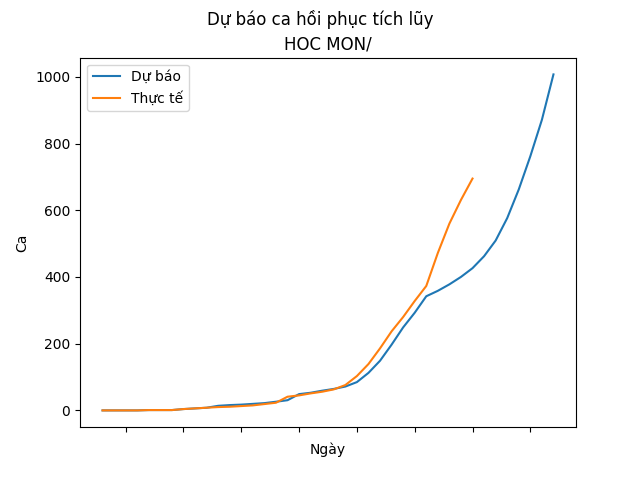 Dự báo ca hồi phục tích lũy
HOC MON/
Dự báo
Thực tế
1000
800
600
400
200
0
Ca
Ngày